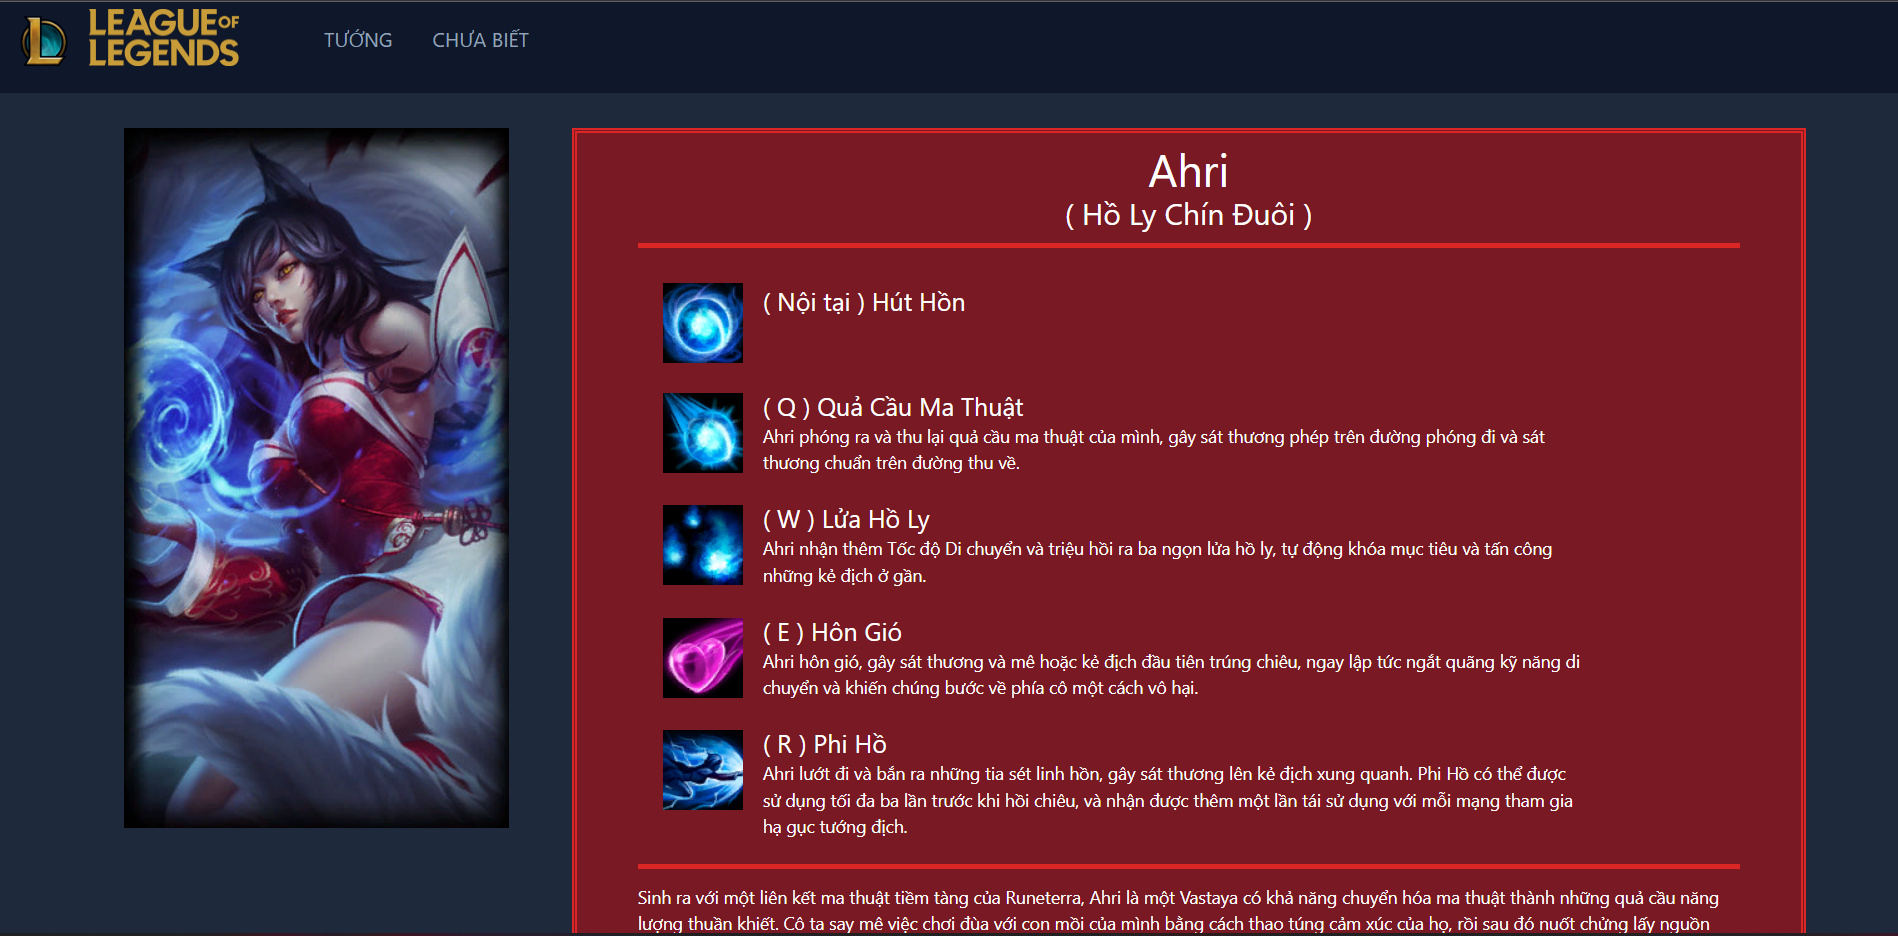 LEAGUE OF
LEGENDS
TƯỚNG
CHƯA BIẾT
Ahri
( Hồ Ly Chín Đuôi )
( Nội tại ) Hút Hồn
( Q ) Quả Cầu Ma Thuật
Ahri phóng ra và thu lại quả cầu ma thuật của mình, gây sát thương phép trên đường phóng đi và sát
thương chuẩn trên đường thu về.
( W ) Lửa Hồ Ly
Ahri nhận thêm Tốc độ Di chuyển và triệu hồi ra ba ngọn lửa hồ ly, tự động khóa mục tiêu và tấn công
những kẻ địch ở gần.
( E ) Hôn Gió
Ahri hôn gió, gây sát thương và mê hoặc kẻ địch đầu tiên trúng chiêu, ngay lập tức ngắt quãng kỹ năng di
chuyển và khiến chúng bước về phía cô một cách vô hại.
( R ) Phi Hồ
Ahri lướt đi và bắn ra những tia sét linh hồn, gây sát thương lên kẻ địch xung quanh. Phi Hồ có thể được
sử dụng tối đa ba lần trước khi hồi chiêu, và nhận được thêm một lần tái sử dụng với mỗi mạng tham gia
hạ gục tướng địch.
Sinh ra với một liên kết ma thuật tiềm tàng của Runeterra, Ahri là một Vastaya có khả năng chuyển hóa ma thuật thành những quả cầu năng
lượng thuần khiết. Cô ta say mê việc chơi đùa với con mồi của mình bằng cách thao túng cảm xúc của họ, rồi sau đó nuốt chửng lấy nguồn